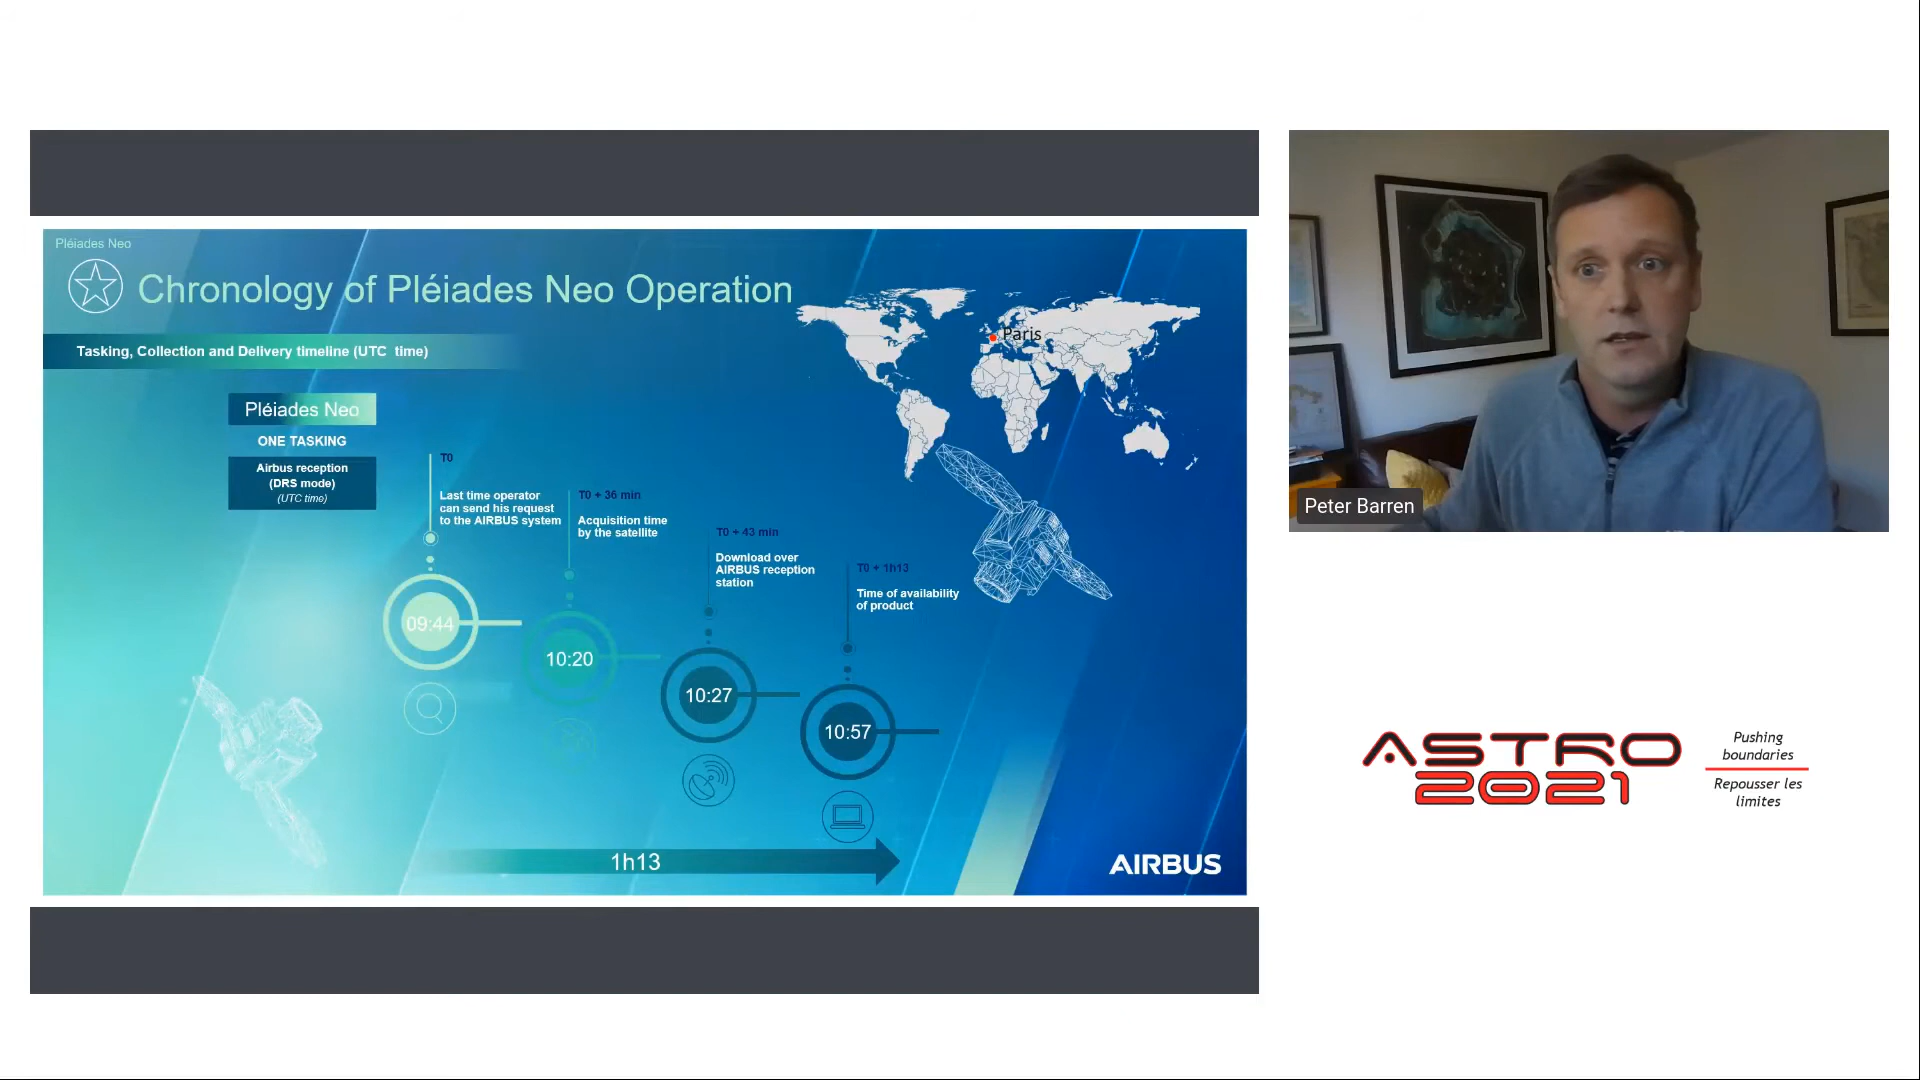 Pléiades Neo
Chronology of Pléiades Neo Operation
Tasking, Collection and Delivery timeline (UTC time)
Paris
Pléiades Neo
ONE TASKING
Airbus reception
(DRS mode)
(UTC time)
T0
Last time operator
can send his request
to the AIRBUS system
09:44
T0 + 36 min
Acquisition time
by the satellite
10:20
T0 + 43 min
Download over
AIRBUS reception
station
10:27
T0 + 1h13
Time of availability
of product
10:57
1h13
AIRBUS
Peter Barren
ASTRO
2021
Pushing
boundaries
Repousser les
limites